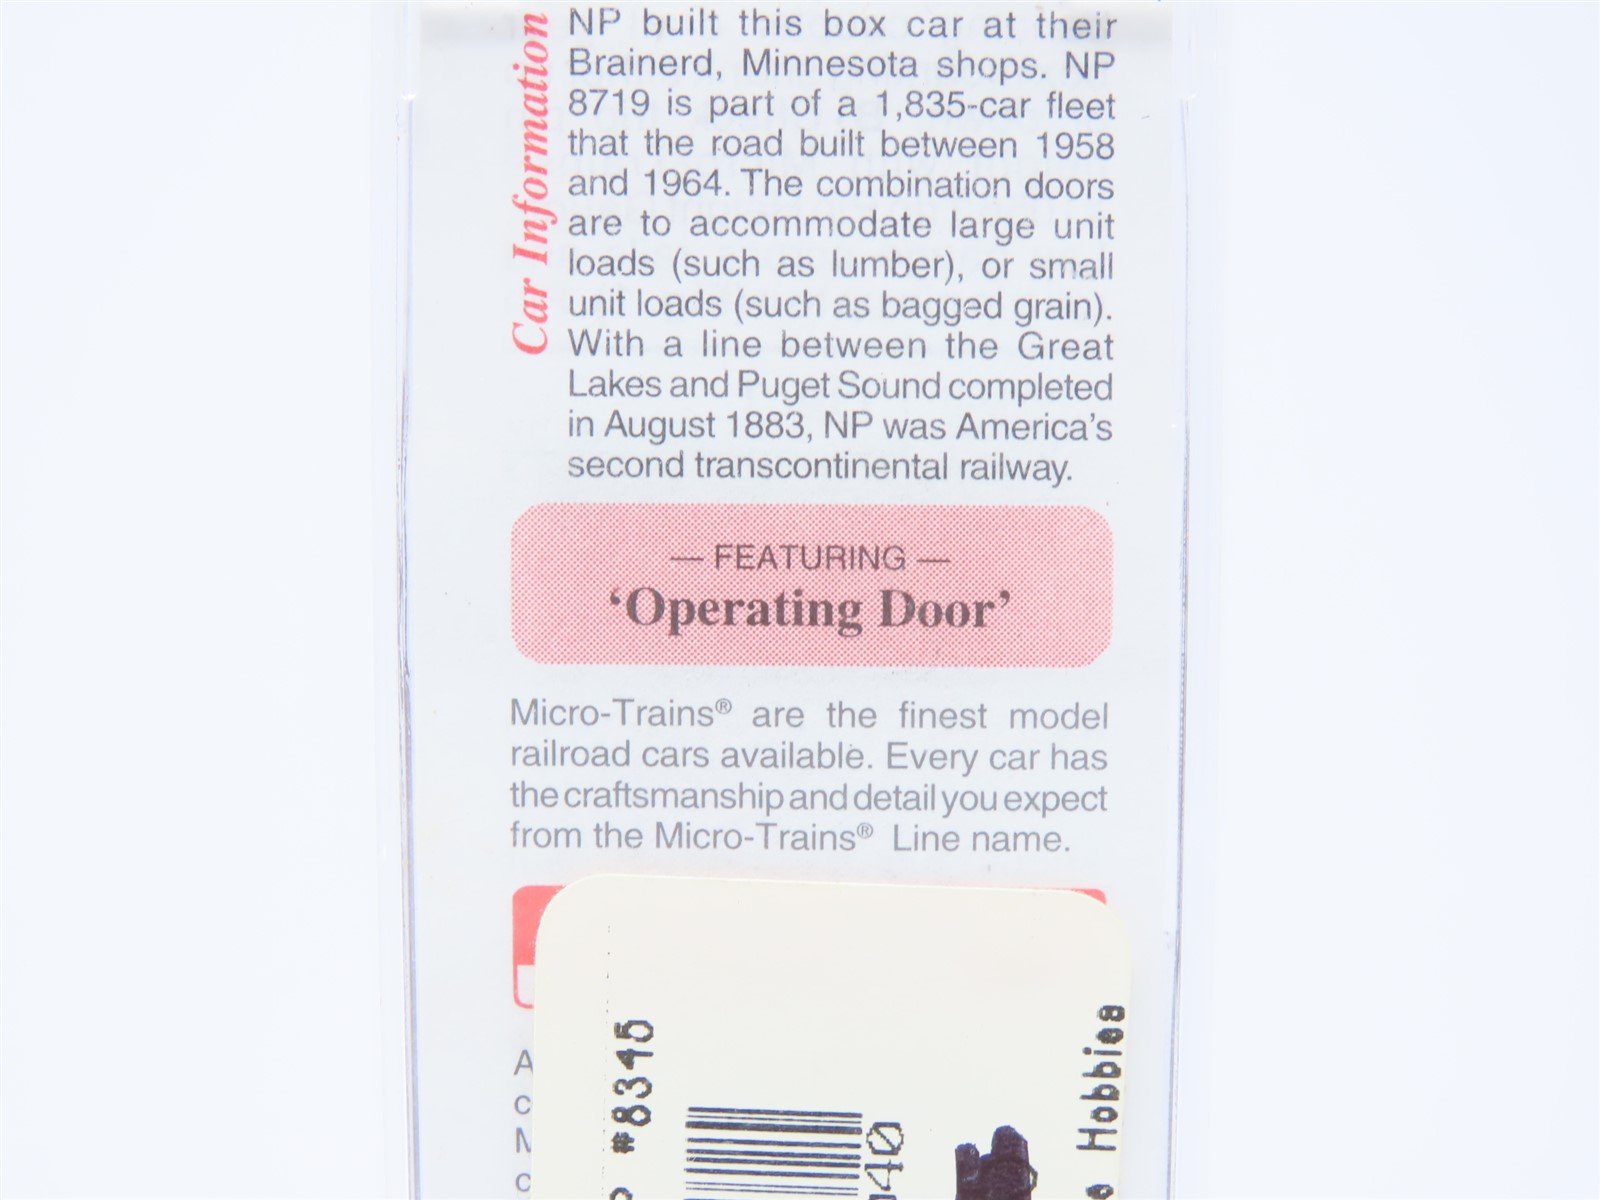 Car Information
NP built this box car at their
Brainerd, Minnesota shops. NP
8719 is part of a 1,835-car fleet
that the road built between 1958
and 1964. The combination doors
are to accommodate large unit
loads (such as lumber), or small
unit loads (such as bagged grain).
With a line between the Great
Lakes and Puget Sound completed
in August 1883, NP was America's
second transcontinental railway.
— FEATURING —
‘Operating Door’
Micro-Trains® are the finest model
railroad cars available. Every car has
the craftsmanship and detail you expect
from the Micro-Trains® Line name.
A
c
M
c
#8345
40
Hobbies